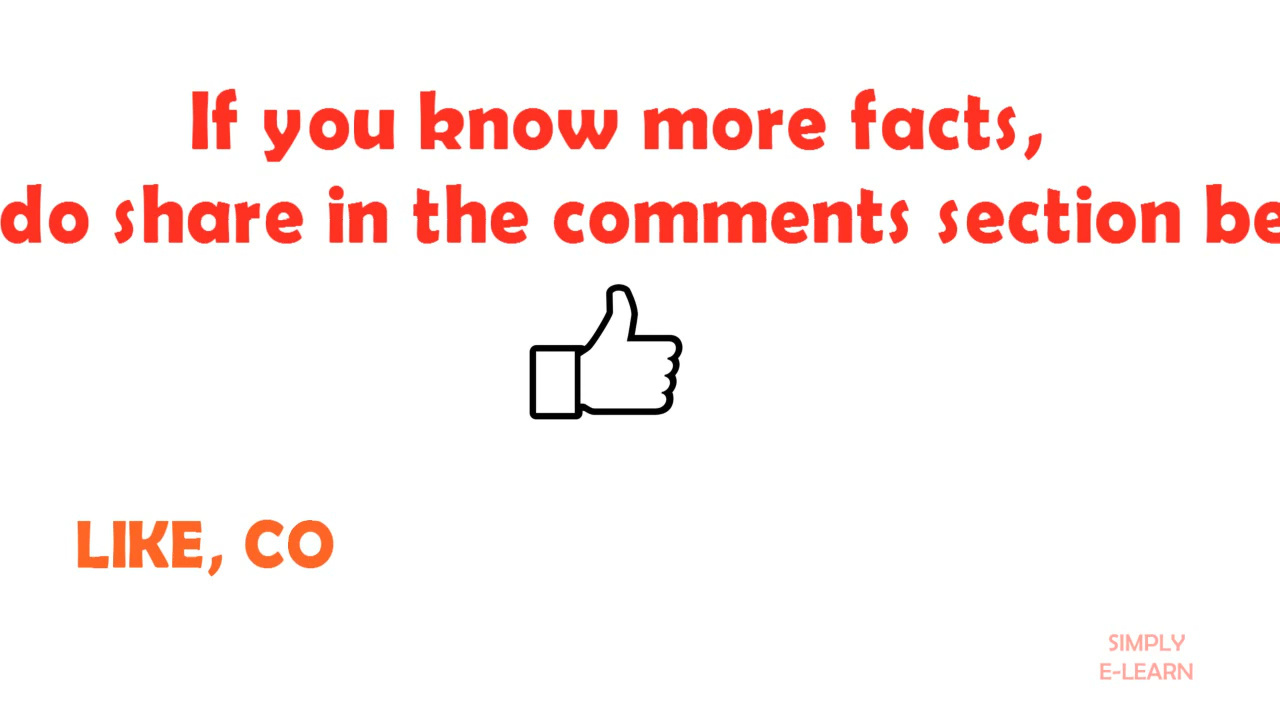 If you know more facts,
do share in the comments section be
LIKE, CO
SIMPLY
E-LEARN